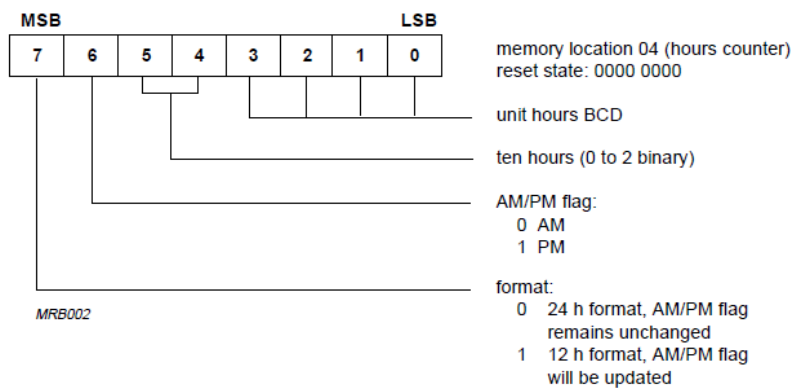 MSB LSB
7 6 5 4 3 2 1 0
memory location 04 (hours counter)
reset state: 0000 0000
unit hours BCD
ten hours (0 to 2 binary)
AM/PM flag:
0 AM
1 PM
format:
0 24 h format, AM/PM flag
remains unchanged
1 12 h format, AM/PM flag
will be updated
MRB002